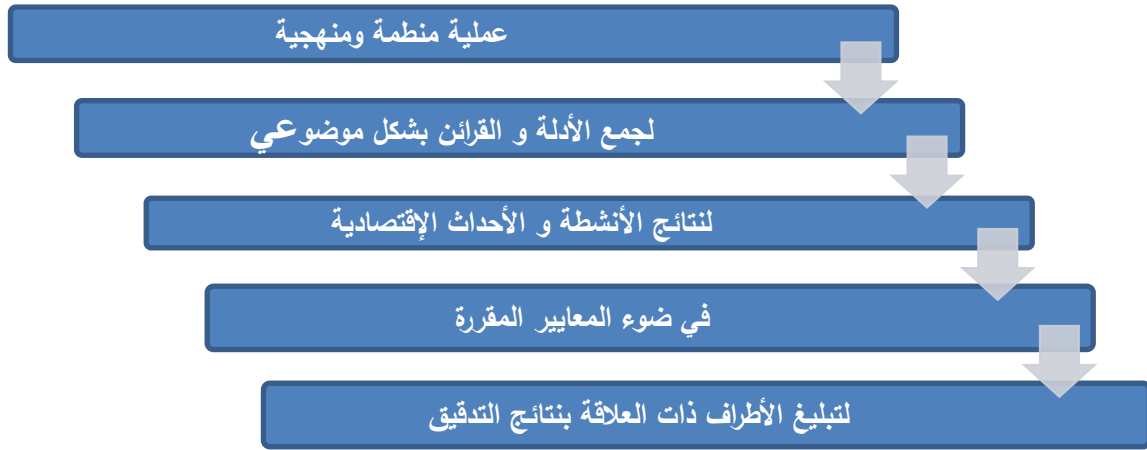 عملية منظمة ومنهجية
لجمع الأدلة و القرائن بشكل موضوعي
لنتائج الأنشطة و الأحداث الإقتصادية
في ضوء المعايير المقررة
لتبليغ الأطراف ذات العلاقة بنتائج التدقيق